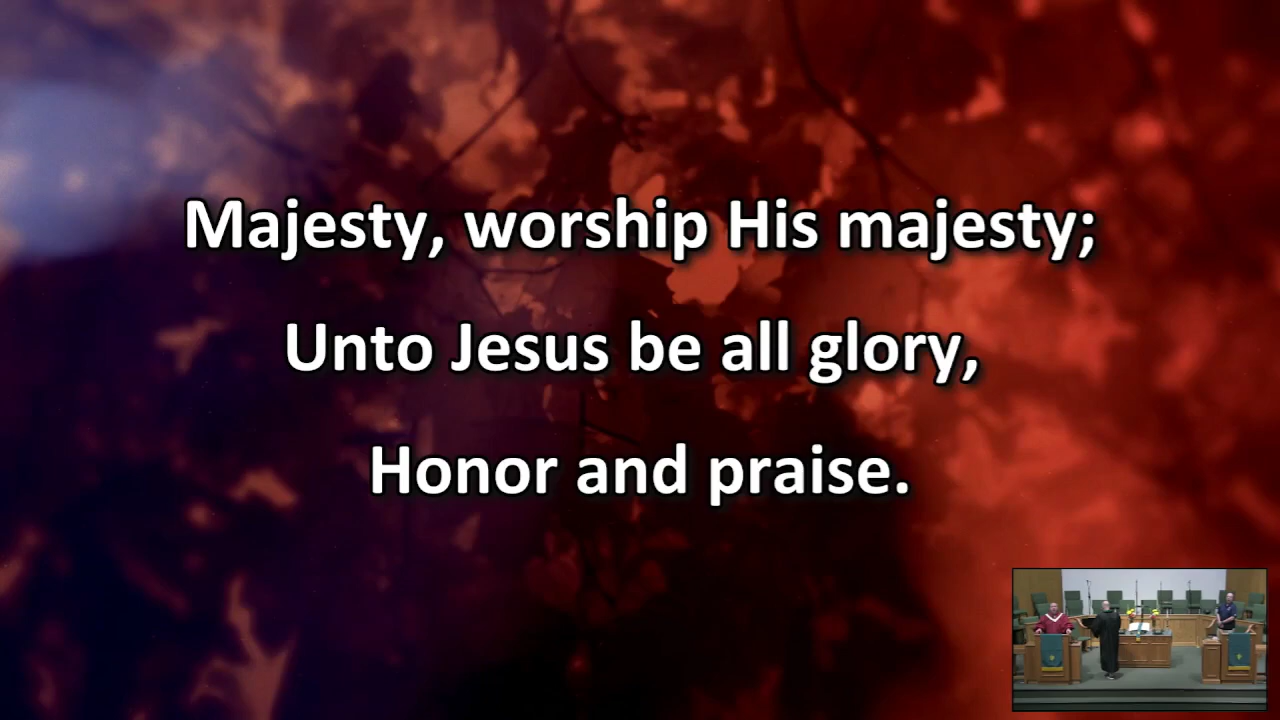 Majesty, worship His majesty;
Unto Jesus be all glory,
Honor and praise.